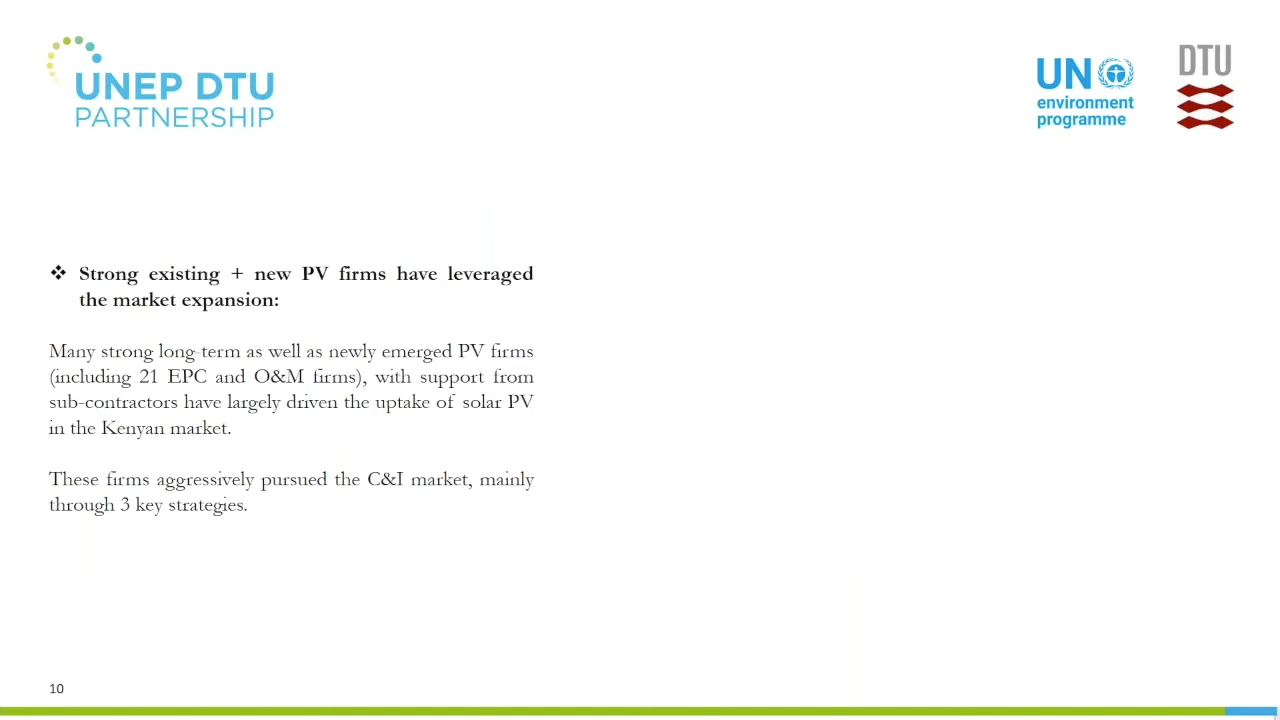 UNEP DTU
PARTNERSHIP
UN
environment
programme
DTU
❖ Strong existing + new PV firms have leveraged
the market expansion:
Many strong long-term as well as newly emerged PV firms
(including 21 EPC and O&M firms), with support from
sub-contractors have largely driven the uptake of solar PV
in the Kenyan market.
These firms aggressively pursued the C&I market, mainly
through 3 key strategies.
10